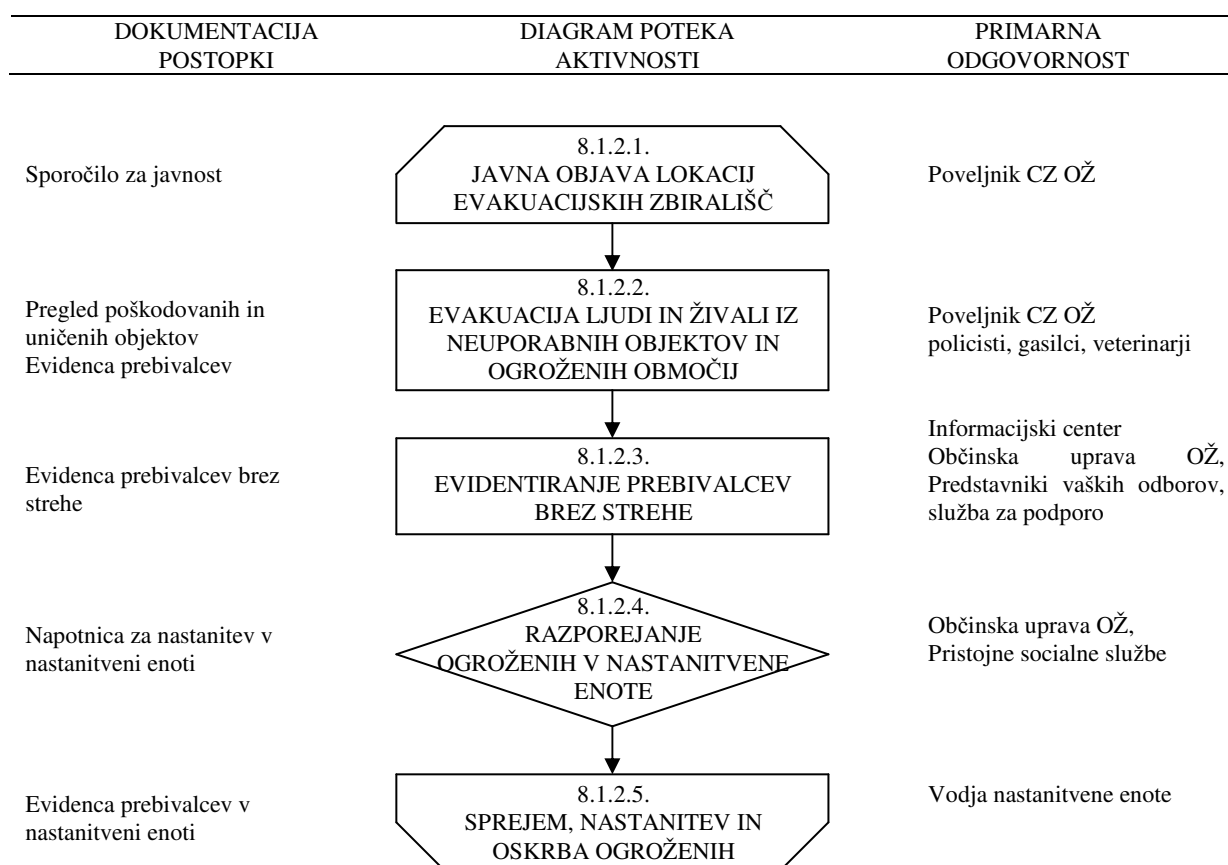 DOKUMENTACIJA
POSTOPKI
DIAGRAM POTEKA
AKTIVNOSTI
PRIMARNA
ODGOVORNOST
Sporočilo za javnost
8.1.2.1.
JAVNA OBJAVA LOKACIJ
EVAKUACIJSKIH ZBIRALIŠČ
Poveljnik CZ OŽ
Pregled poškodovanih in
uničenih objektov
Evidenca prebivalcev
8.1.2.2.
EVAKUACIJA LJUDI IN ŽIVALI IZ
NEUPORABNIH OBJEKTOV IN
OGROŽENIH OBMOČIJ
Poveljnik CZ OŽ
policisti, gasilci, veterinarji
Evidenca prebivalcev brez
strehe
8.1.2.3.
EVIDENTIRANJE PREBIVALCEV
BREZ STREHE
Informacijski center
Občinska uprava OŽ,
Predstavniki vaških odborov,
služba za podporo
Napotnica za nastanitev v
nastanitveni enoti
8.1.2.4.
RAZPOREJANJE
OGROŽENIH V NASTANITVENE
ENOTE
Občinska uprava OŽ,
Pristojne socialne službe
Evidenca prebivalcev v
nastanitveni enoti
8.1.2.5.
SPREJEM, NASTANITEV IN
OSKRBA OGROŽENIH
Vodja nastanitvene enote